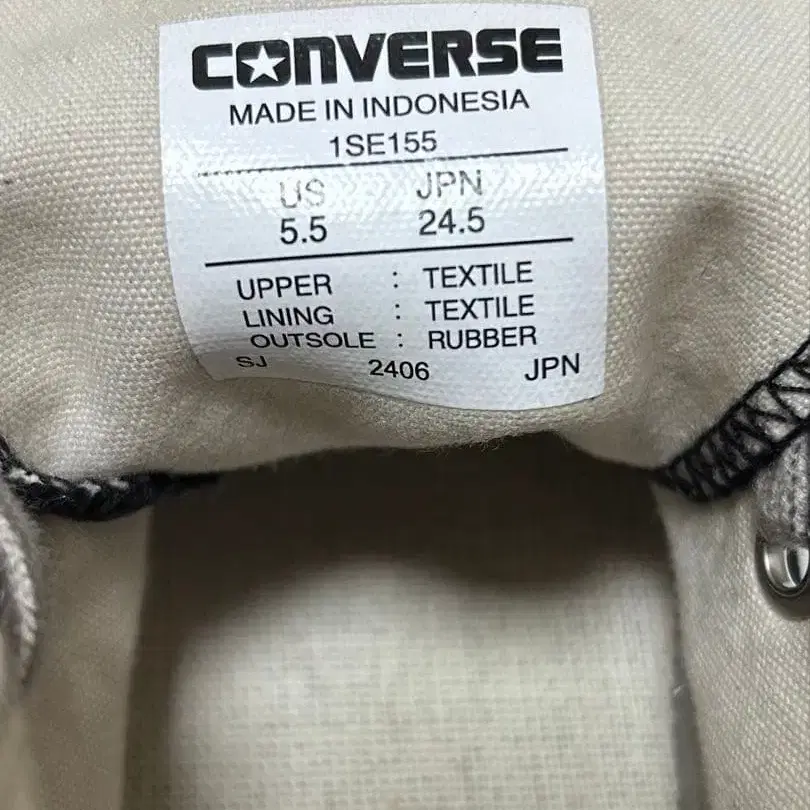 CONVERSE
MADE IN INDONESIA
1SE155
US JPN
5.5 24.5
UPPER : TEXTILE
LINING : TEXTILE
OUTSOLE : RUBBER
SJ 2406 JPN